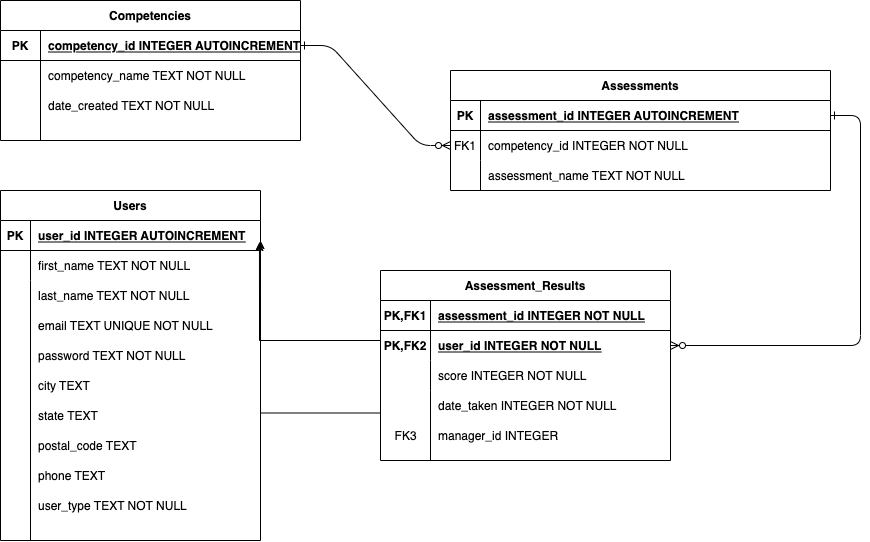 Competencies
PK competency_id INTEGER AUTOINCREMENT
competency_name TEXT NOT NULL
date_created TEXT NOT NULL
Assessments
PK assessment_id INTEGER AUTOINCREMENT
FK1 competency_id INTEGER NOT NULL
assessment_name TEXT NOT NULL
Users
PK user_id INTEGER AUTOINCREMENT
first_name TEXT NOT NULL
last_name TEXT NOT NULL
email TEXT UNIQUE NOT NULL
password TEXT NOT NULL
city TEXT
state TEXT
postal_code TEXT
phone TEXT
user_type TEXT NOT NULL
Assessment_Results
PK,FK1 assessment_id INTEGER NOT NULL
PK,FK2 user_id INTEGER NOT NULL
score INTEGER NOT NULL
date_taken INTEGER NOT NULL
FK3 manager_id INTEGER